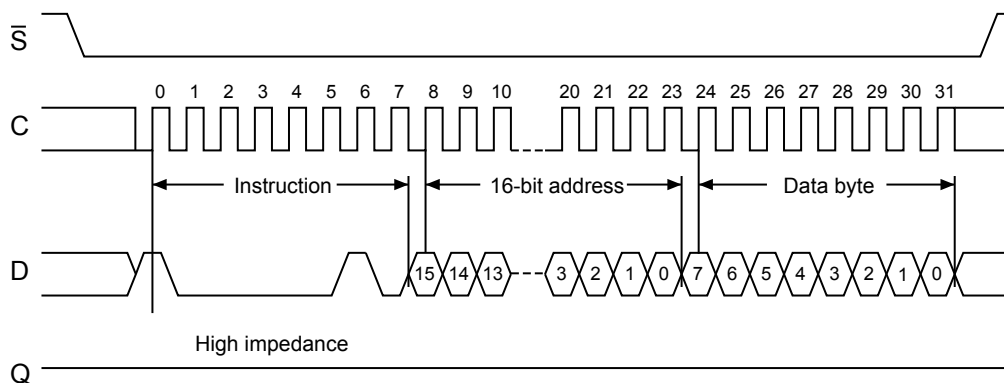 S̅
0 1 2 3 4 5 6 7 8 9 10 20 21 22 23 24 25 26 27 28 29 30 31
C
Instruction 16-bit address Data byte
D
15 14 13 3 2 1 0 7 6 5 4 3 2 1 0
High impedance
Q